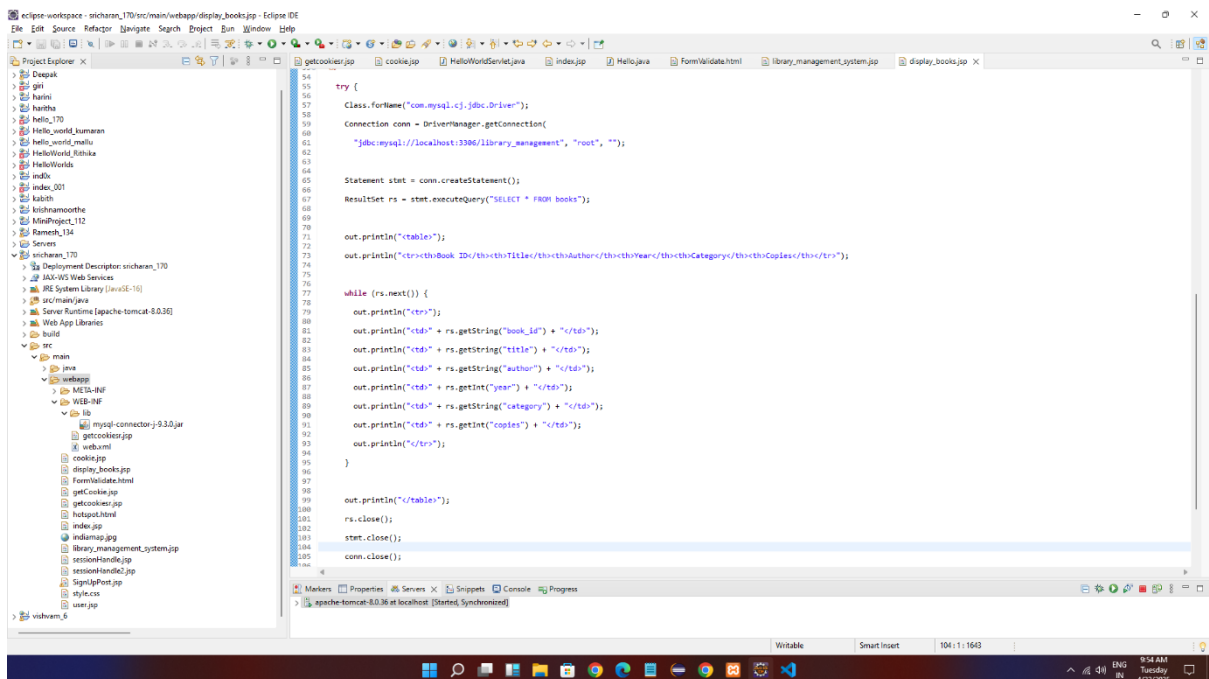 eclipse-workspace - sricharan_170/src/main/webapp/display_books.jsp - Eclipse IDE
File Edit Source Refactor Navigate Search Project Run Window Help
Project Explorer
getcookiesr.jsp cookie.jsp HelloWorldServlet.java index.jsp Hello.java FormValidate.html library_management_system.jsp display_books.jsp
Deepak
giri
harini
haritha
hello_170
Hello_world_kumaran
hello_world_mallu
HelloWorld_Rithika
HelloWorlds
ind0x
index_001
kabith
krishnamoorthe
MiniProject_112
Ramesh_134
Servers
sricharan_170
Deployment Descriptor: sricharan_170
JAX-WS Web Services
JRE System Library [JavaSE-16]
src/main/java
Server Runtime [apache-tomcat-8.0.36]
Web App Libraries
build
src
main
java
webapp
META-INF
WEB-INF
lib
mysql-connector-j-9.3.0.jar
getcookiesr.jsp
web.xml
cookie.jsp
display_books.jsp
FormValidate.html
getCookie.jsp
getcookiesr.jsp
hotspot.html
index.jsp
indiamap.jpg
library_management_system.jsp
sessionHandle.jsp
sessionHandle2.jsp
SignUpPost.jsp
style.css
user.jsp
vishvam_6
54
55 try {
56
57 Class.forName("com.mysql.cj.jdbc.Driver");
58
59 Connection conn = DriverManager.getConnection(
60
61 "jdbc:mysql://localhost:3306/library_management", "root", "");
62
63
64
65 Statement stmt = conn.createStatement();
66
67 ResultSet rs = stmt.executeQuery("SELECT * FROM books");
68
69
70
71 out.println("<table>");
72
73 out.println("<tr><th>Book ID</th><th>Title</th><th>Author</th><th>Year</th><th>Category</th><th>Copies</th></tr>");
74
75
76
77 while (rs.next()) {
78
79 out.println("<tr>");
80
81 out.println("<td>" + rs.getString("book_id") + "</td>");
82
83 out.println("<td>" + rs.getString("title") + "</td>");
84
85 out.println("<td>" + rs.getString("author") + "</td>");
86
87 out.println("<td>" + rs.getInt("year") + "</td>");
88
89 out.println("<td>" + rs.getString("category") + "</td>");
90
91 out.println("<td>" + rs.getInt("copies") + "</td>");
92
93 out.println("</tr>");
94
95 }
96
97
98
99 out.println("</table>");
100
101 rs.close();
102
103 stmt.close();
104
105 conn.close();
106
Markers Properties Servers Snippets Console Progress
apache-tomcat-8.0.36 at localhost [Started, Synchronized]
Writable Smart Insert 104 : 1 : 1643
ENG
IN
9:54 AM
Tuesday